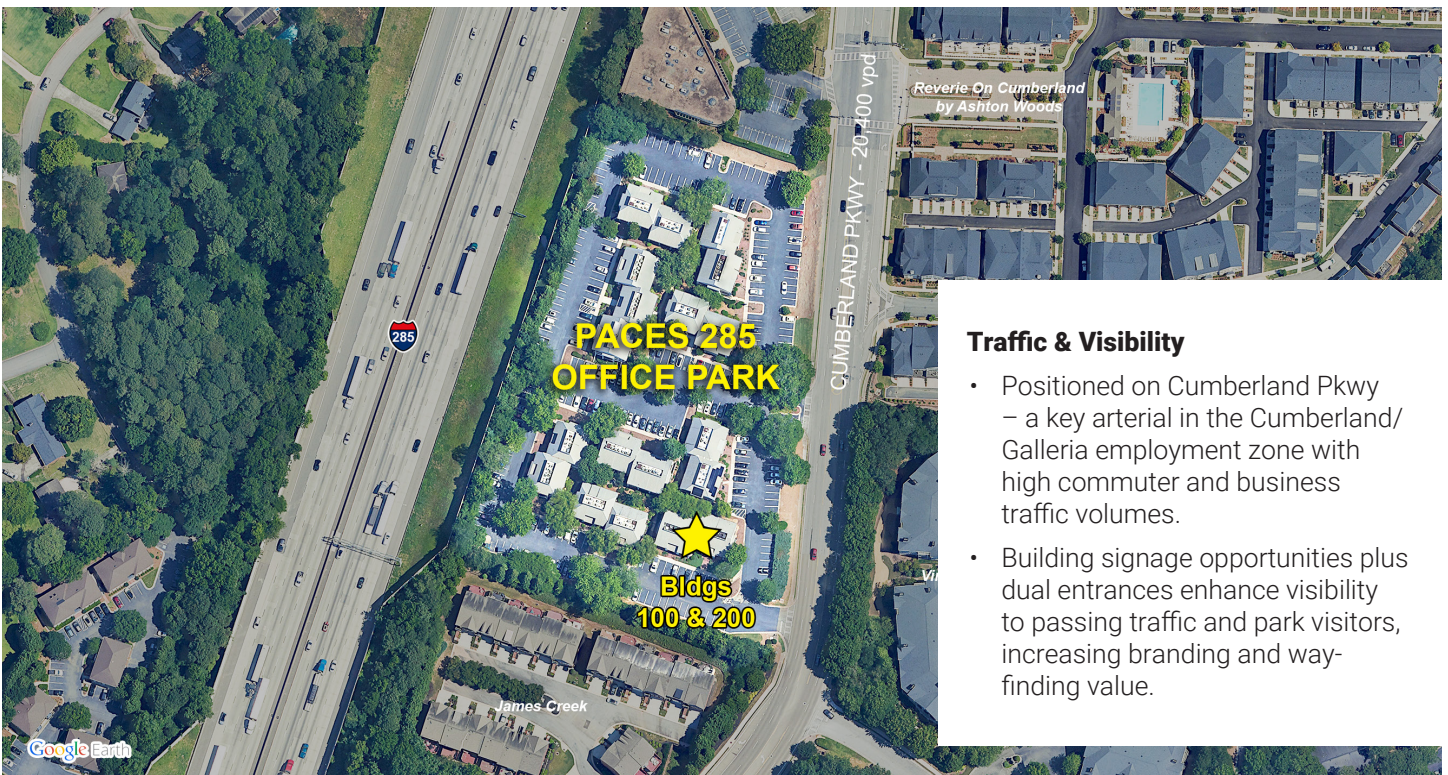 Reverie On Cumberland
by Ashton Woods
CUMBERLAND PKWY - 20,400 vpd
285
PACES 285
OFFICE PARK
Bldgs
100 & 200
James Creek
Google Earth
Traffic & Visibility
• Positioned on Cumberland Pkwy
– a key arterial in the Cumberland/
Galleria employment zone with
high commuter and business
traffic volumes.
• Building signage opportunities plus
dual entrances enhance visibility
to passing traffic and park visitors,
increasing branding and way-
finding value.